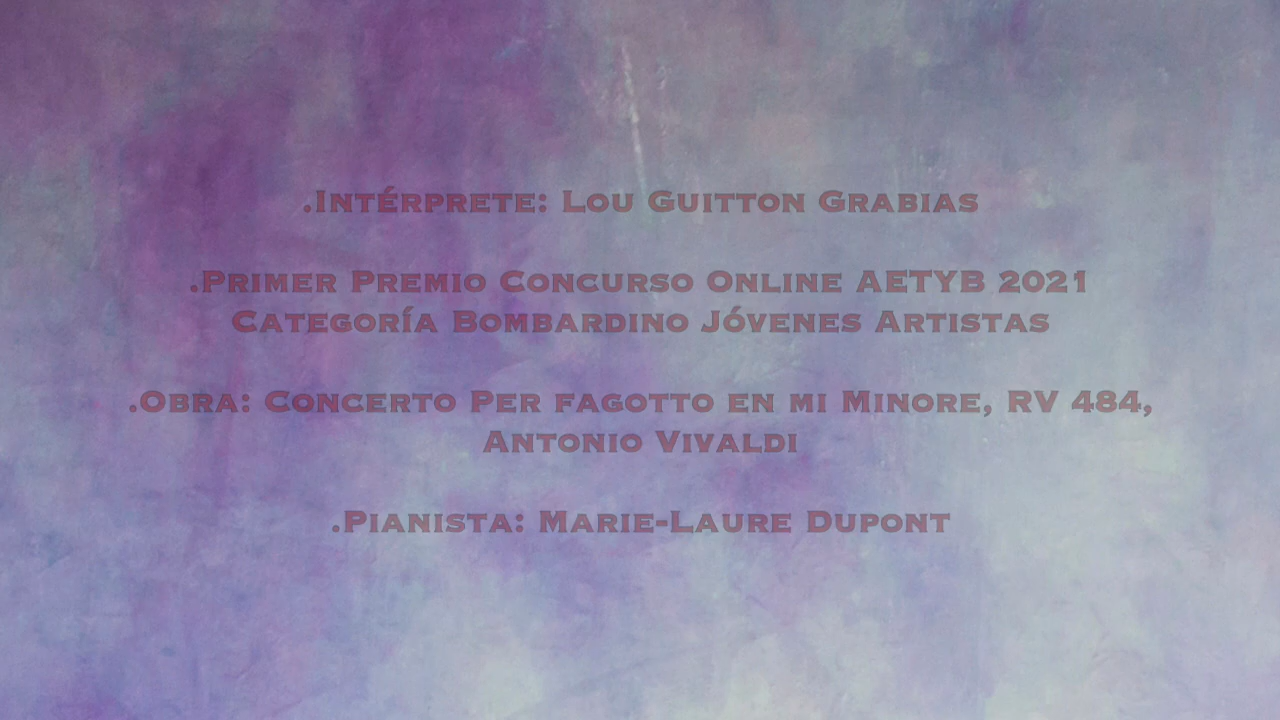 .Intérprete: Lou Guitton Grabias
.Primer Premio Concurso Online AETYB 2021
Categoría Bombardino Jóvenes Artistas
.Obra: Concerto Per fagotto en mi Minore, RV 484,
Antonio Vivaldi
.Pianista: Marie-Laure Dupont